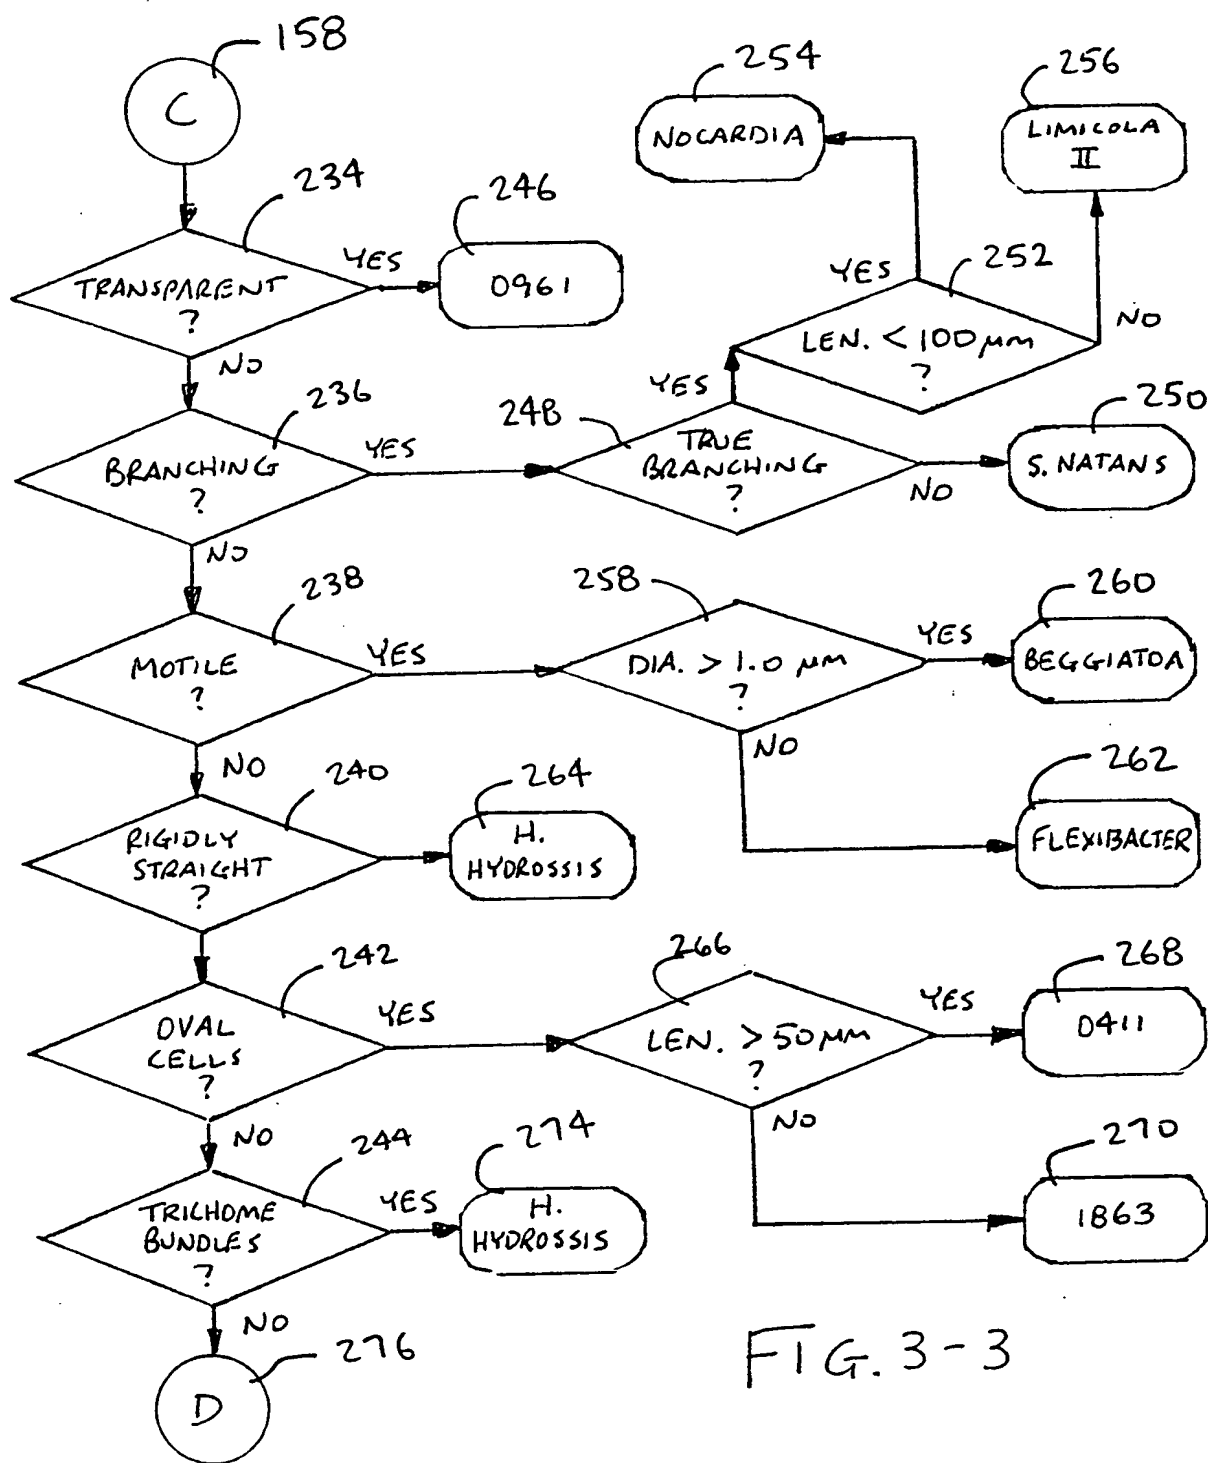 158
C
254
NOCARDIA
256
LIMICOLA
II
234
TRANSPARENT
?
YES
246
0961
NO
YES
252
LEN. < 100 µm
?
NO
236
BRANCHING
?
YES
248
TRUE
BRANCHING
?
YES
NO
250
S. NATANS
NO
238
MOTILE
?
YES
258
DIA. > 1.0 µm
?
YES
260
BEGGIATOA
NO
NO
262
FLEXIBACTER
240
RIGIDLY
STRAIGHT
?
264
H.
HYDROSSIS
242
OVAL
CELLS
?
YES
266
LEN. > 50 µm
?
YES
268
0411
NO
NO
270
1863
244
TRICHOME
BUNDLES
?
YES
274
H.
HYDROSSIS
NO
276
D
FIG. 3-3